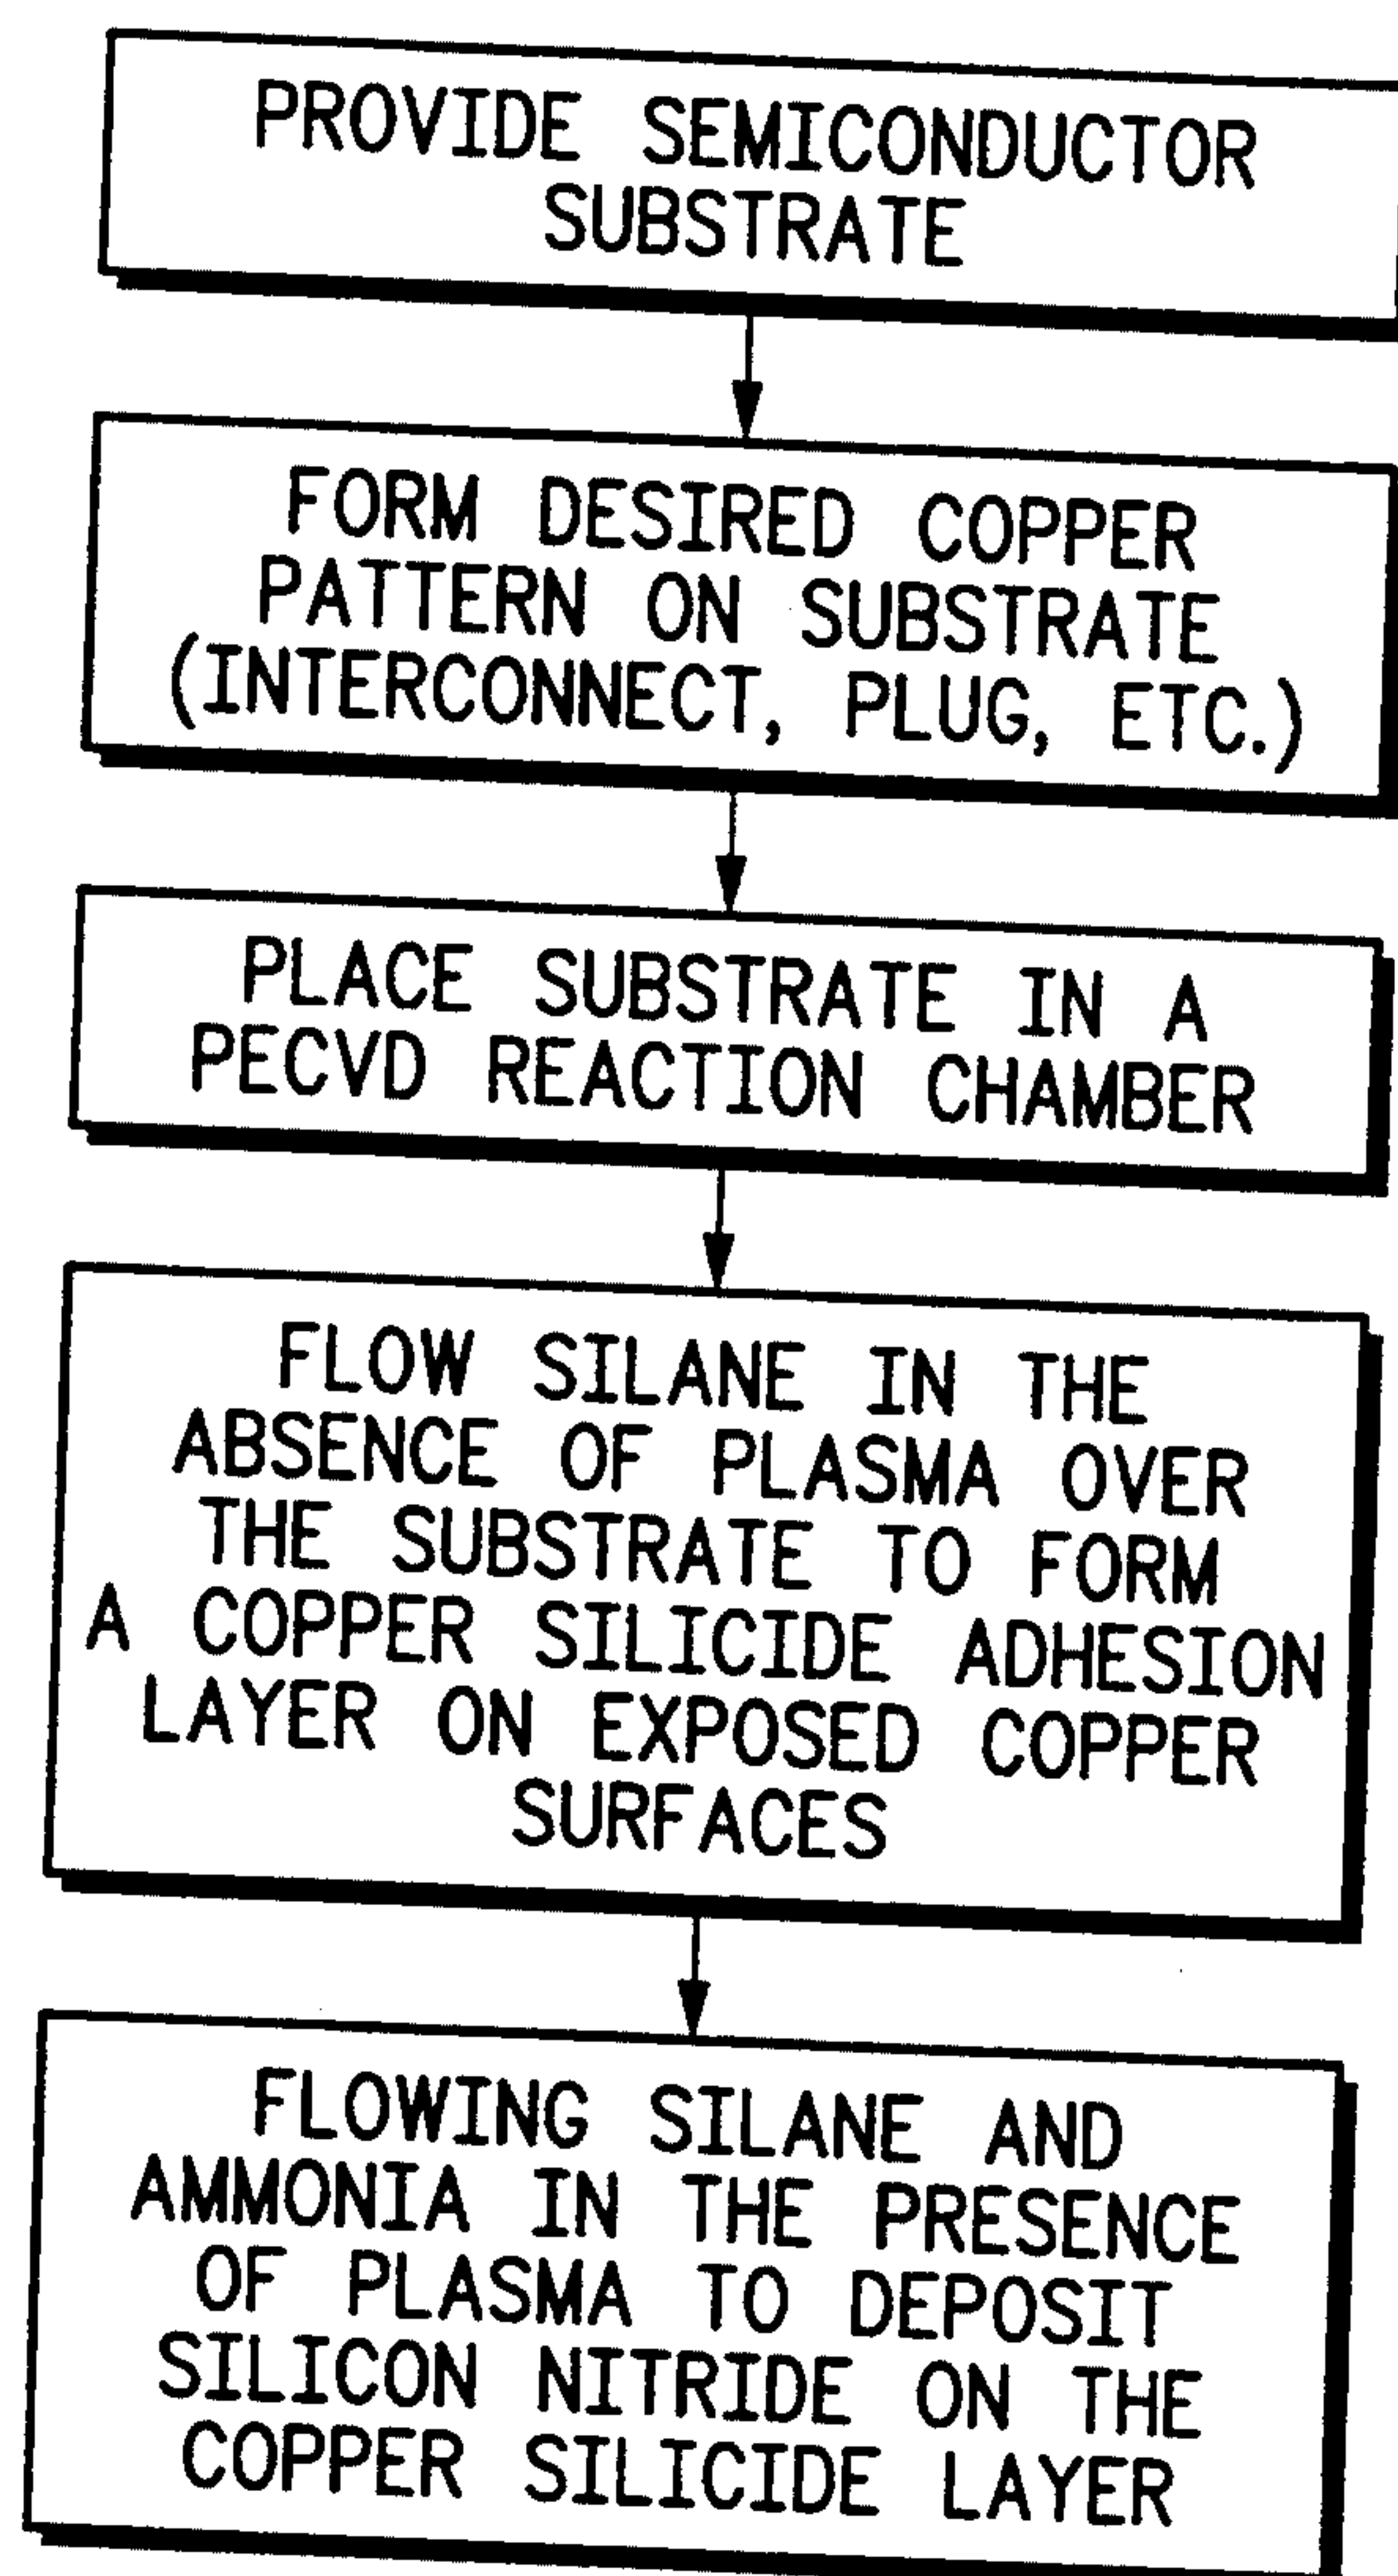 PROVIDE SEMICONDUCTOR
SUBSTRATE
FORM DESIRED COPPER
PATTERN ON SUBSTRATE
(INTERCONNECT, PLUG, ETC.)
PLACE SUBSTRATE IN A
PECVD REACTION CHAMBER
FLOW SILANE IN THE
ABSENCE OF PLASMA OVER
THE SUBSTRATE TO FORM
A COPPER SILICIDE ADHESION
LAYER ON EXPOSED COPPER
SURFACES
FLOWING SILANE AND
AMMONIA IN THE PRESENCE
OF PLASMA TO DEPOSIT
SILICON NITRIDE ON THE
COPPER SILICIDE LAYER